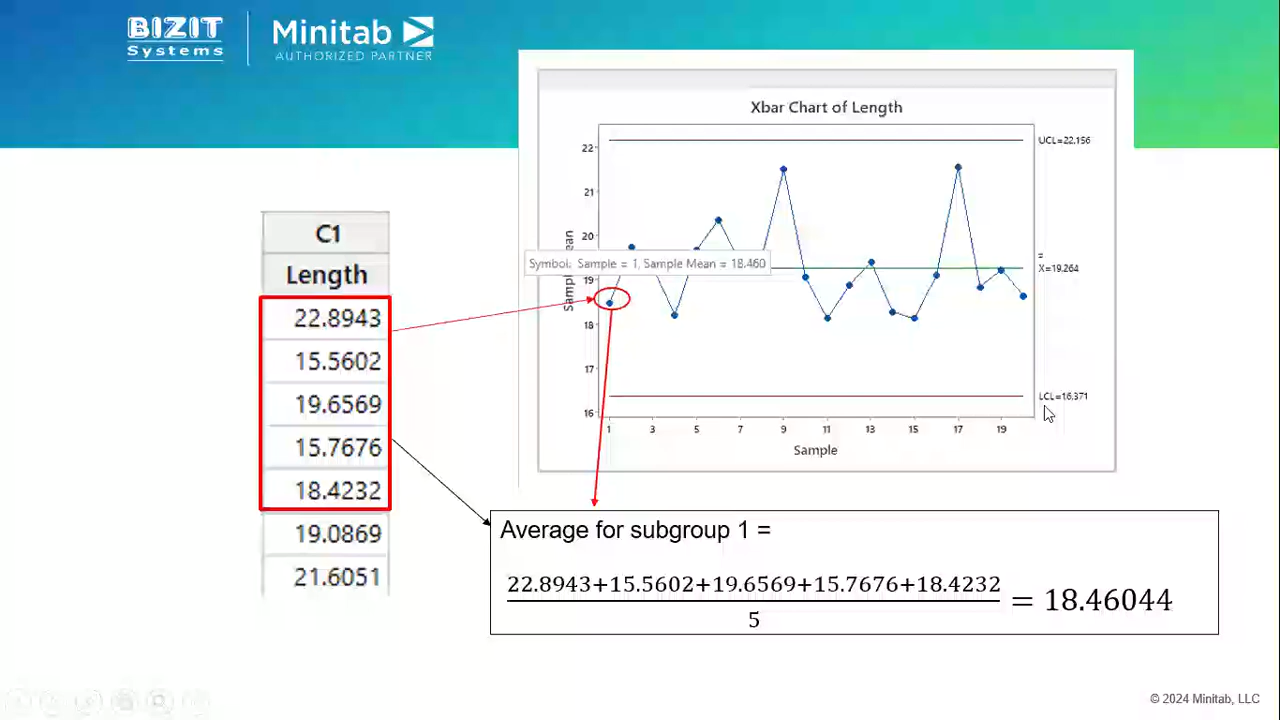 BIZIT
Systems
Minitab
AUTHORIZED PARTNER
Xbar Chart of Length
UCL=22.156
22
21
20
19
18
17
16
Symbol: Sample = 1, Sample Mean = 18.460
=
X=19.264
LCL=16.371
1 3 5 7 9 11 13 15 17 19
Sample
C1
Length
22.8943
15.5602
19.6569
15.7676
18.4232
19.0869
21.6051
Average for subgroup 1 =
22.8943+15.5602+19.6569+15.7676+18.4232
5
= 18.46044
© 2024 Minitab, LLC